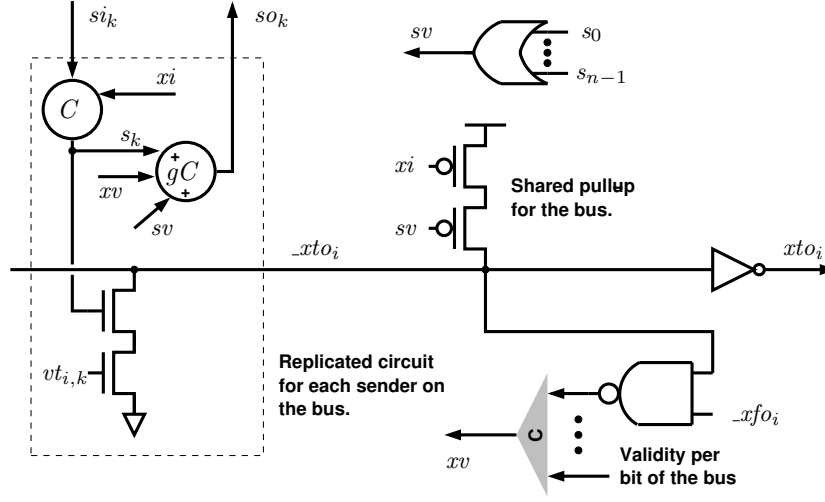 si_k
so_k
sv
s_0
s_{n−1}
xi
C
s_k
+
gC
+
xv
sv
xi
sv
Shared pullup
for the bus.
_xto_i
xto_i
vt_{i,k}
Replicated circuit
for each sender on
the bus.
C
_xfo_i
xv
Validity per
bit of the bus